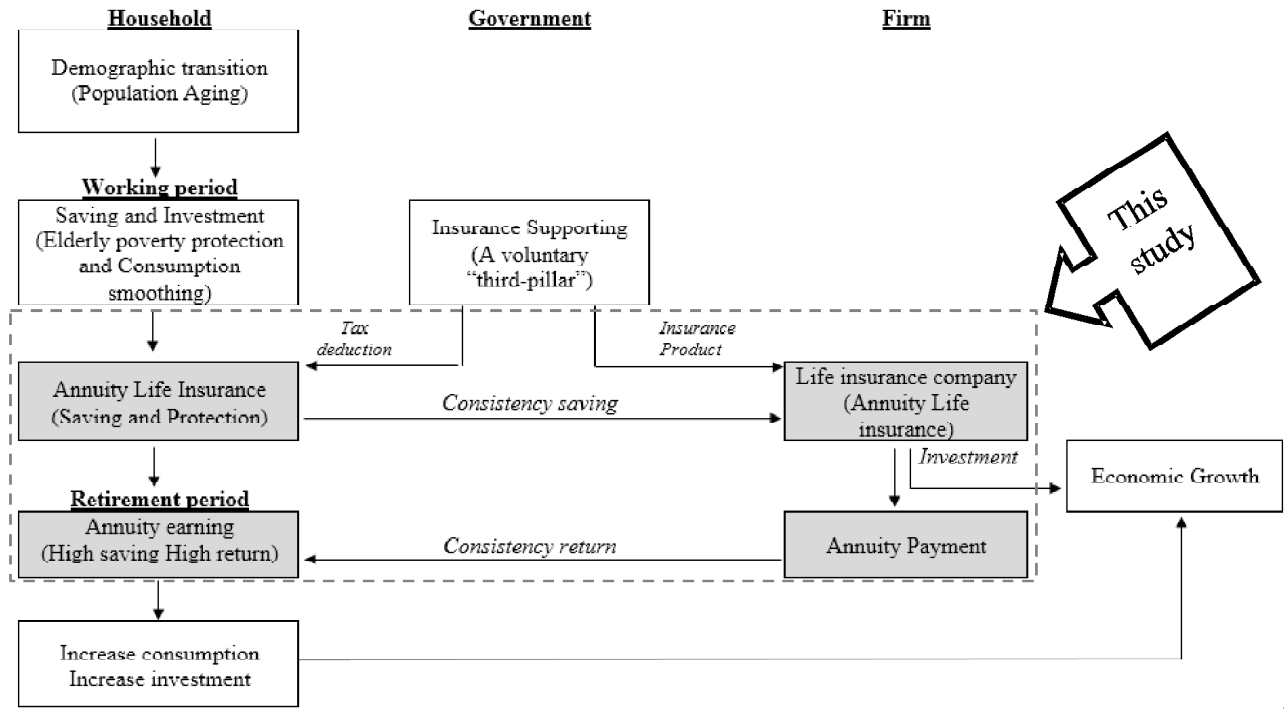 Household
Government
Firm
Demographic transition
(Population Aging)
Working period
Saving and Investment
(Elderly poverty protection
and Consumption
smoothing)
Insurance Supporting
(A voluntary
“third-pillar”)
This
study
Tax
deduction
Insurance
Product
Annuity Life Insurance
(Saving and Protection)
Consistency saving
Life insurance company
(Annuity Life
insurance)
Investment
Economic Growth
Retirement period
Annuity earning
(High saving High return)
Consistency return
Annuity Payment
Increase consumption
Increase investment